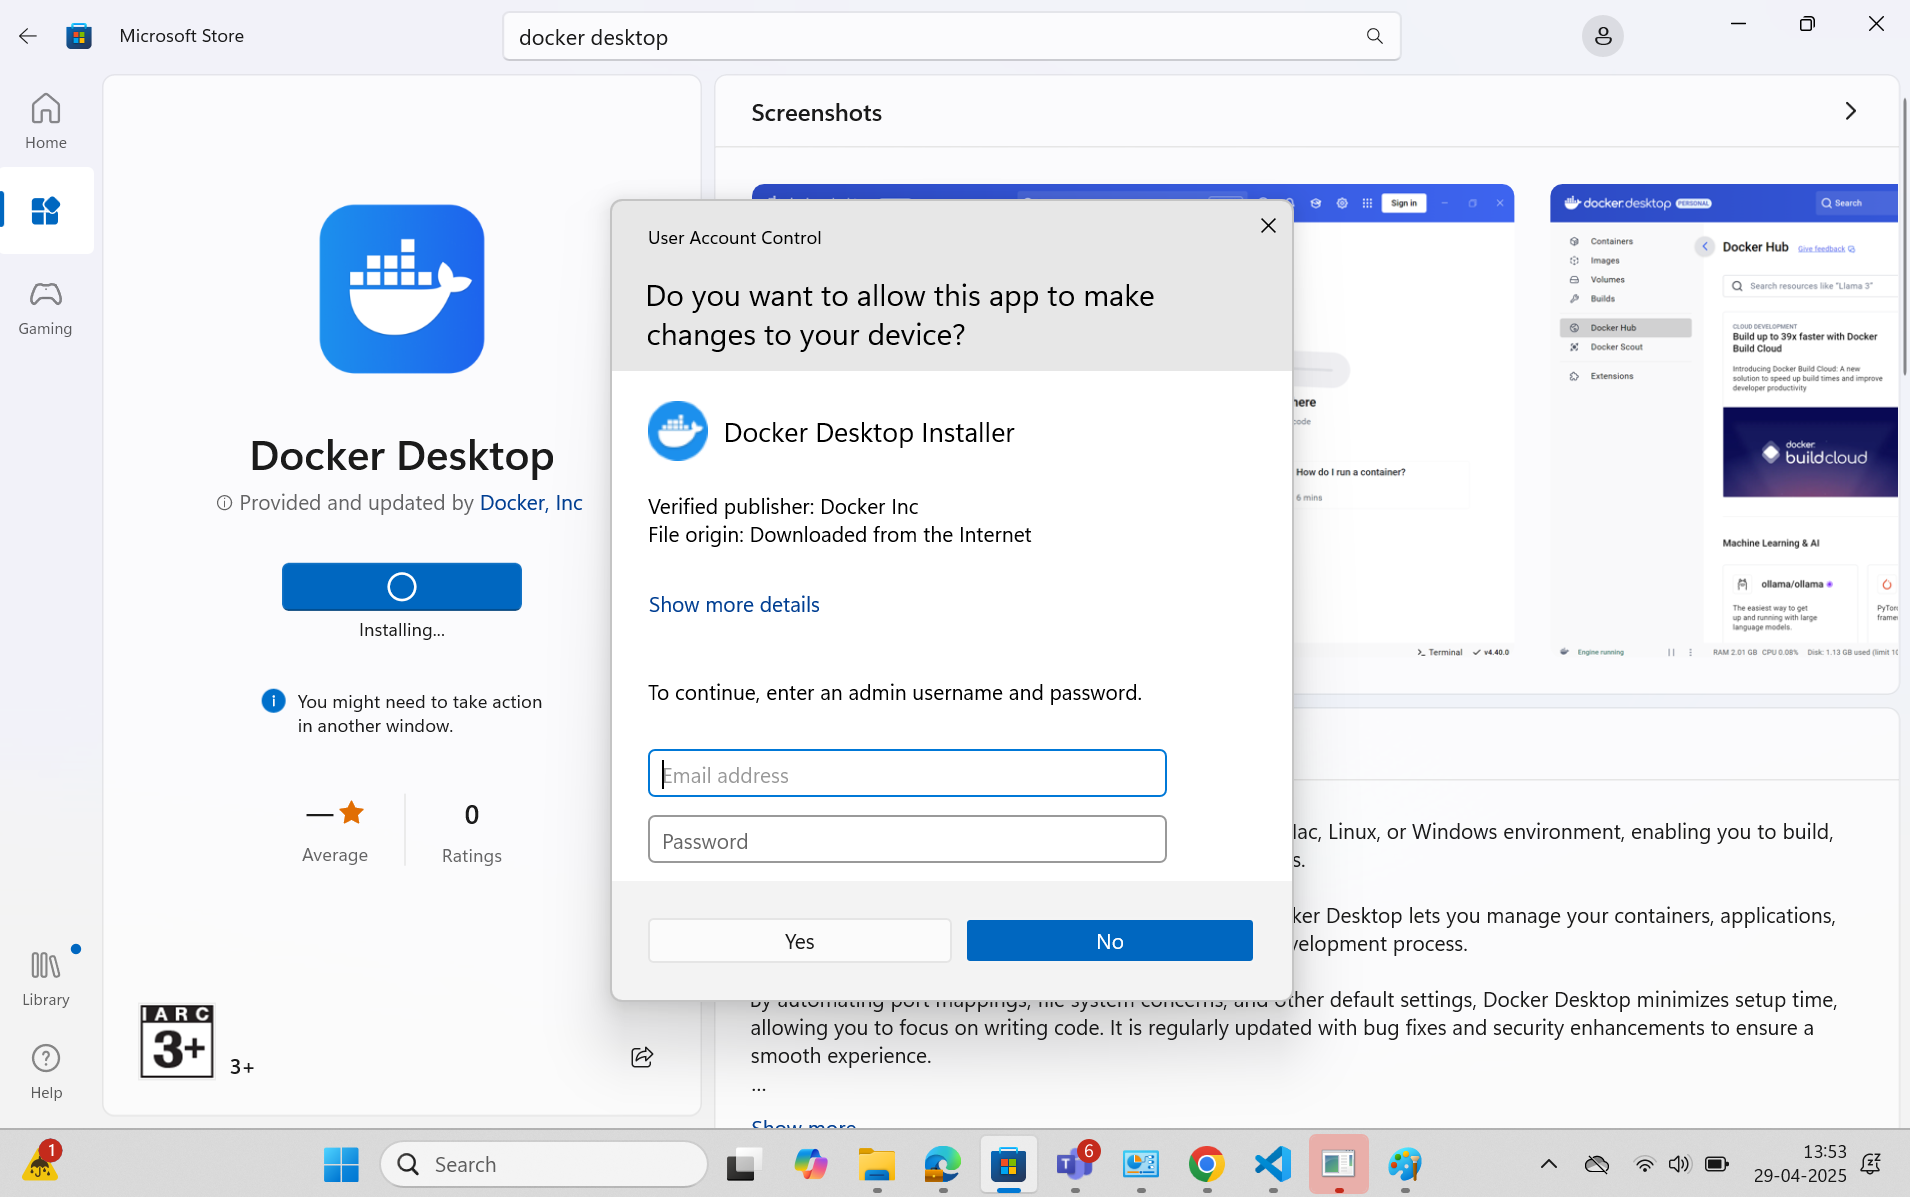 Microsoft Store
docker desktop
Home
Gaming
Library
Help
Docker Desktop
Provided and updated by Docker, Inc
Installing...
You might need to take action
in another window.
Average
0
Ratings
IARC
3+
3+
Screenshots
Sign in
here
code
How do I run a container?
6 mins
Terminal
v4.40.0
docker desktop PERSONAL
Search
Containers
Images
Volumes
Builds
Docker Hub
Docker Scout
Extensions
Docker Hub
Give feedback
Search resources like "Llama 3"
CLOUD DEVELOPMENT
Build up to 39x faster with Docker
Build Cloud
Introducing Docker Build Cloud: A new
solution to speed up build times and improve
developer productivity
docker
buildcloud
Machine Learning & AI
ollama/ollama
The easiest way to get
up and running with large
language models.
PyTor
frame
Engine running
RAM 2.01 GB CPU 0.08% Disk: 1.13 GB used (limit 10
User Account Control
Do you want to allow this app to make
changes to your device?
Docker Desktop Installer
Verified publisher: Docker Inc
File origin: Downloaded from the Internet
Show more details
To continue, enter an admin username and password.
Email address
Password
Yes
No
lac, Linux, or Windows environment, enabling you to build,
s.
ker Desktop lets you manage your containers, applications,
velopment process.
By automating port mappings, file system concerns, and other default settings, Docker Desktop minimizes setup time,
allowing you to focus on writing code. It is regularly updated with bug fixes and security enhancements to ensure a
smooth experience.
...
Show more
1
Search
6
13:53
29-04-2025